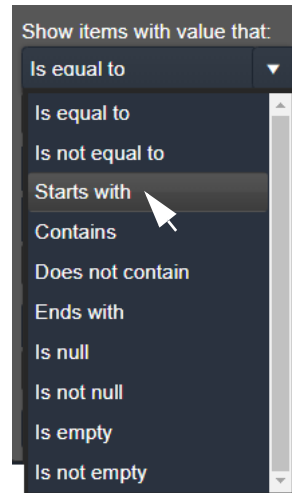 Show items with value that:
Is equal to
Is equal to
Is not equal to
Starts with
Contains
Does not contain
Ends with
Is null
Is not null
Is empty
Is not empty